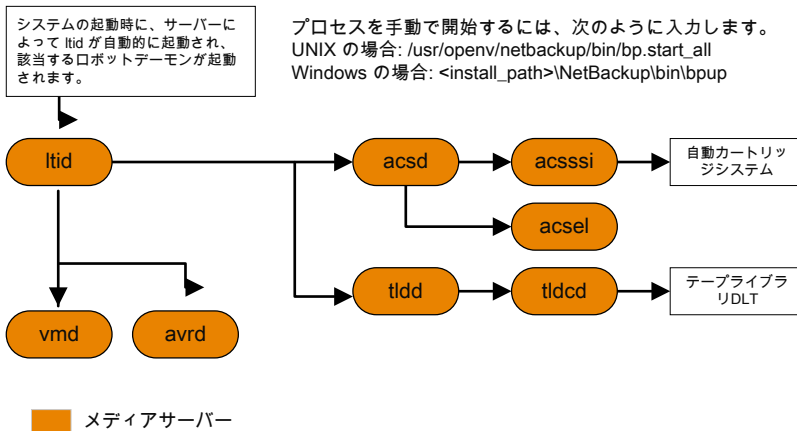 システムの起動時に、サーバーに
よって ltid が自動的に起動され、
該当するロボットデーモンが起動
されます。
プロセスを手動で開始するには、次のように入力します。
UNIX の場合: /usr/openv/netbackup/bin/bp.start_all
Windows の場合: <install_path>\NetBackup\bin\bpup
ltid
acsd
acsssi
自動カートリッ
ジシステム
acsel
tldd
tldcd
テープライブラ
リDLT
vmd
avrd
メディアサーバー